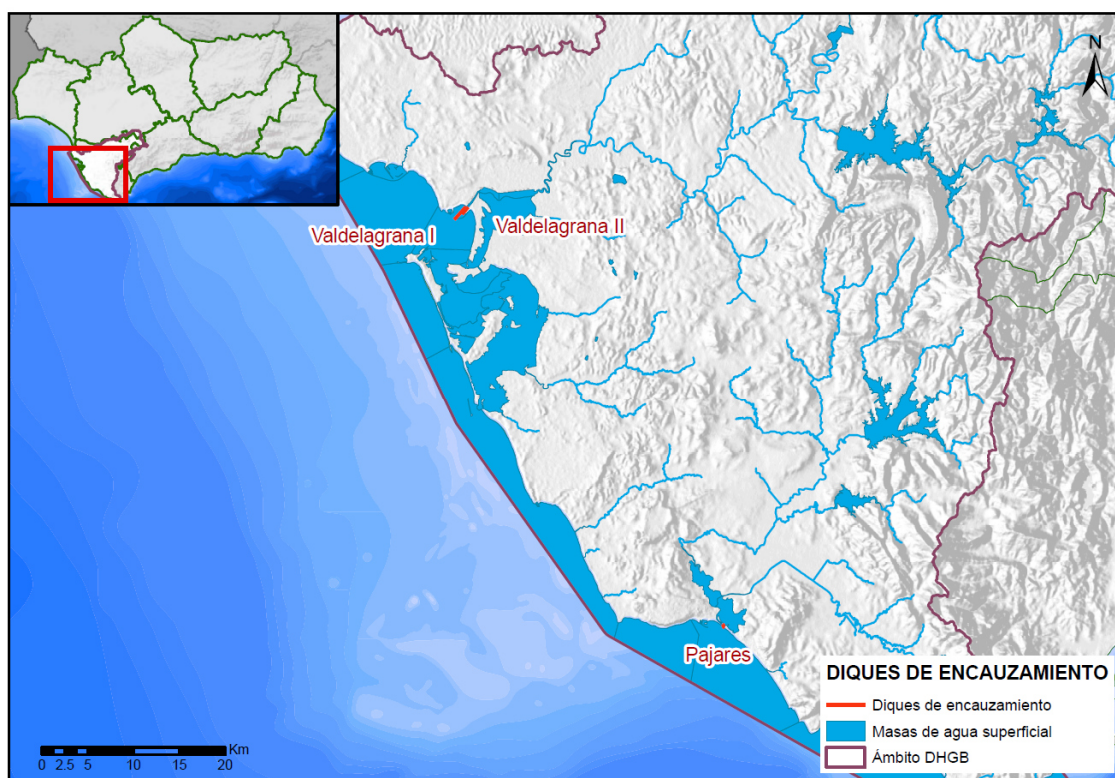 N
Valdelagrana I
Valdelagrana II
Pajares
DIQUES DE ENCAUZAMIENTO
Diques de encauzamiento
Masas de agua superficial
Ámbito DHGB
Km
0 2.5 5 10 15 20